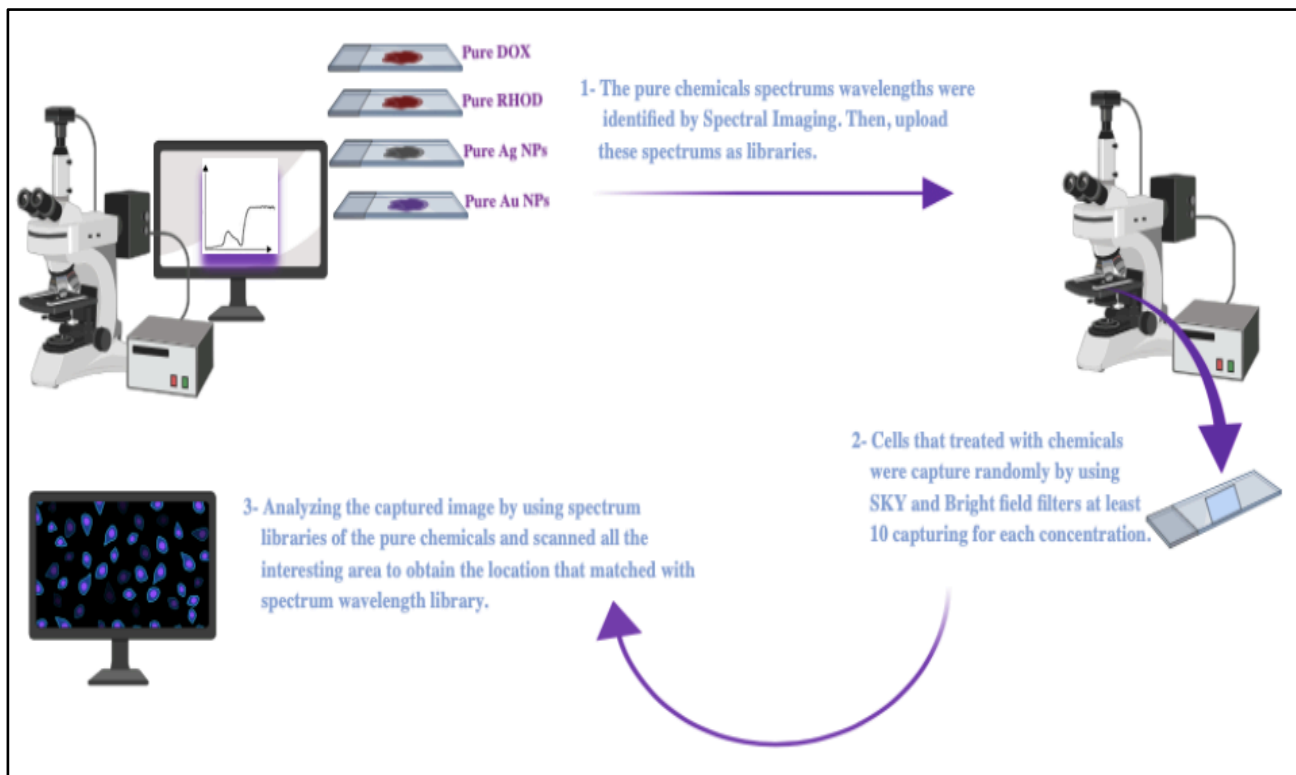 Pure DOX
Pure RHOD
Pure Ag NPs
Pure Au NPs
1- The pure chemicals spectrums wavelengths were
identified by Spectral Imaging. Then, upload
these spectrums as libraries.
2- Cells that treated with chemicals
were capture randomly by using
SKY and Bright field filters at least
10 capturing for each concentration.
3- Analyzing the captured image by using spectrum
libraries of the pure chemicals and scanned all the
interesting area to obtain the location that matched with
spectrum wavelength library.